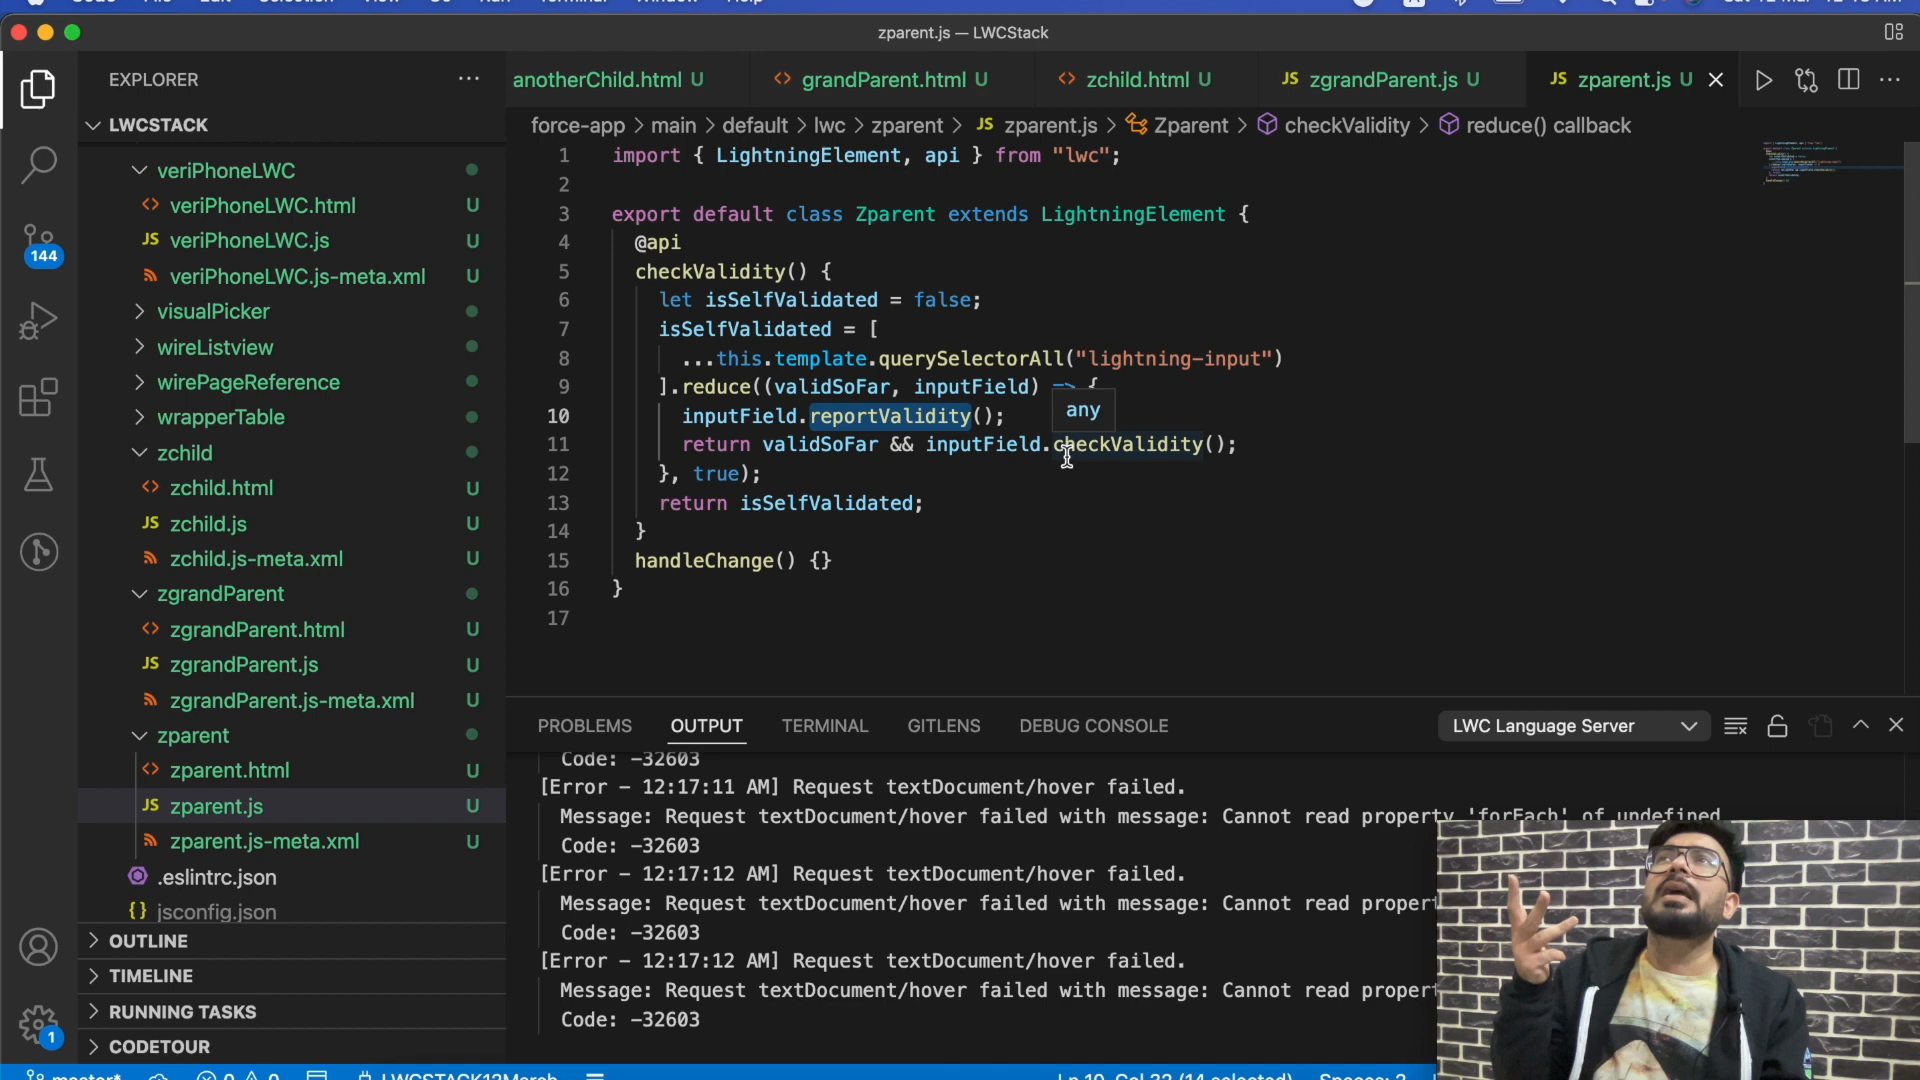 zparent.js — LWCStack
EXPLORER
anotherChild.html U
grandParent.html U
zchild.html U
JS zgrandParent.js U
JS zparent.js U
LWCSTACK
force-app > main > default > lwc > zparent > JS zparent.js > Zparent > checkValidity > reduce() callback
veriPhoneLWC
veriPhoneLWC.html U
JS veriPhoneLWC.js U
veriPhoneLWC.js-meta.xml U
visualPicker
wireListview
wirePageReference
wrapperTable
zchild
zchild.html U
JS zchild.js U
zchild.js-meta.xml U
zgrandParent
zgrandParent.html U
JS zgrandParent.js U
zgrandParent.js-meta.xml U
zparent
zparent.html U
JS zparent.js U
zparent.js-meta.xml U
.eslintrc.json
{} jsconfig.json
OUTLINE
TIMELINE
RUNNING TASKS
CODETOUR
144
1
1 import { LightningElement, api } from "lwc";
2
3 export default class Zparent extends LightningElement {
4 @api
5 checkValidity() {
6 let isSelfValidated = false;
7 isSelfValidated = [
8 ...this.template.querySelectorAll("lightning-input")
9 ].reduce((validSoFar, inputField) => {
10 inputField.reportValidity();
any
11 return validSoFar && inputField.checkValidity();
12 }, true);
13 return isSelfValidated;
14 }
15 handleChange() {}
16 }
17
PROBLEMS OUTPUT TERMINAL GITLENS DEBUG CONSOLE
LWC Language Server
Code: -32603
[Error - 12:17:11 AM] Request textDocument/hover failed.
Message: Request textDocument/hover failed with message: Cannot read property 'forEach' of undefined
Code: -32603
[Error - 12:17:12 AM] Request textDocument/hover failed.
Message: Request textDocument/hover failed with message: Cannot read propert
Code: -32603
[Error - 12:17:12 AM] Request textDocument/hover failed.
Message: Request textDocument/hover failed with message: Cannot read propert
Code: -32603